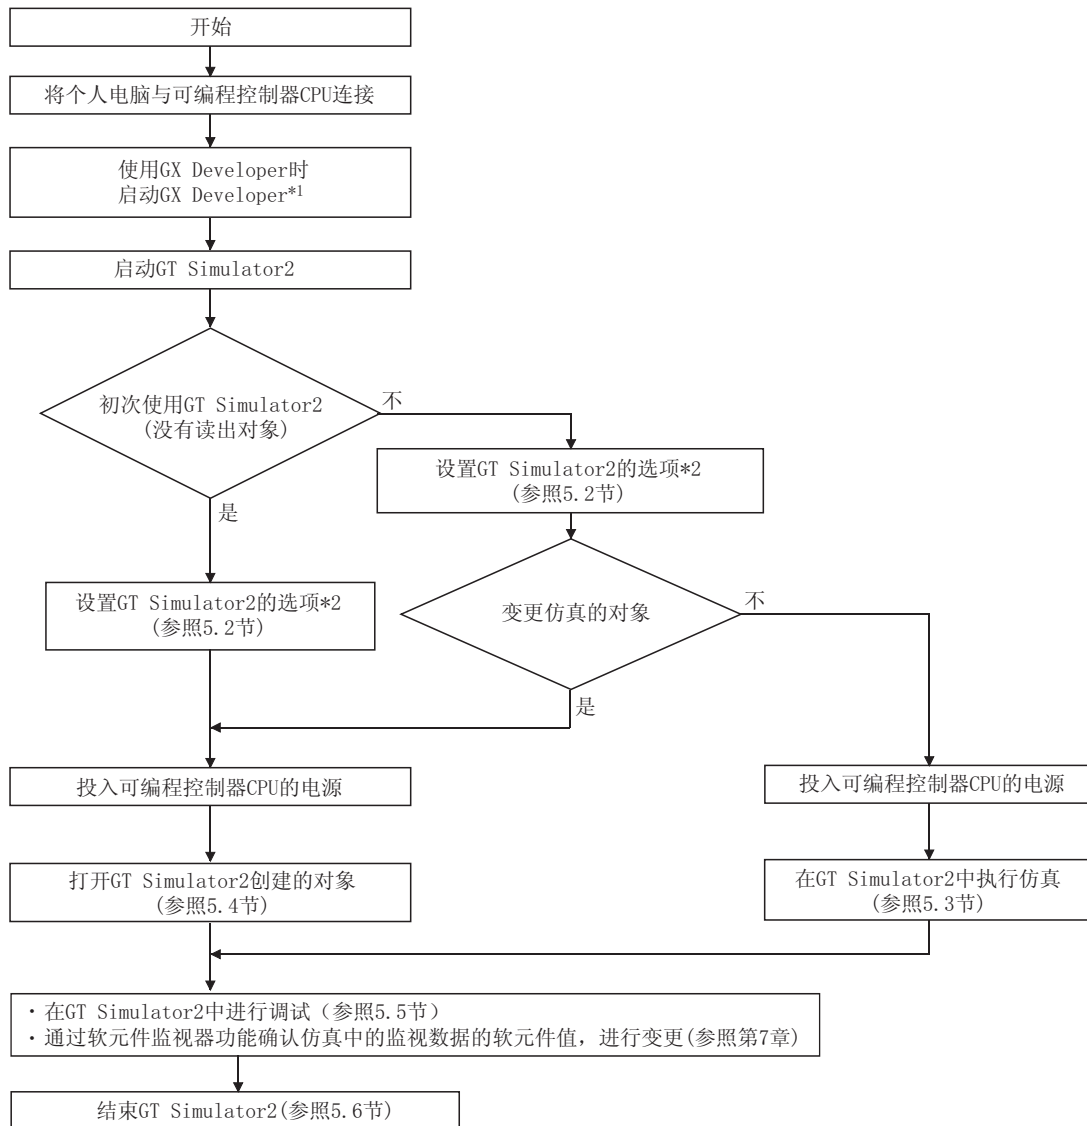 开始
将个人电脑与可编程控制器CPU连接
使用GX Developer时
启动GX Developer*1
启动GT Simulator2
初次使用GT Simulator2
(没有读出对象)
不
是
设置GT Simulator2的选项*2
(参照5.2节)
设置GT Simulator2的选项*2
(参照5.2节)
变更仿真的对象
不
是
投入可编程控制器CPU的电源
投入可编程控制器CPU的电源
打开GT Simulator2创建的对象
(参照5.4节)
在GT Simulator2中执行仿真
(参照5.3节)
・在GT Simulator2中进行调试（参照5.5节）
・通过软元件监视器功能确认仿真中的监视数据的软元件值，进行变更(参照第7章)
结束GT Simulator2(参照5.6节)